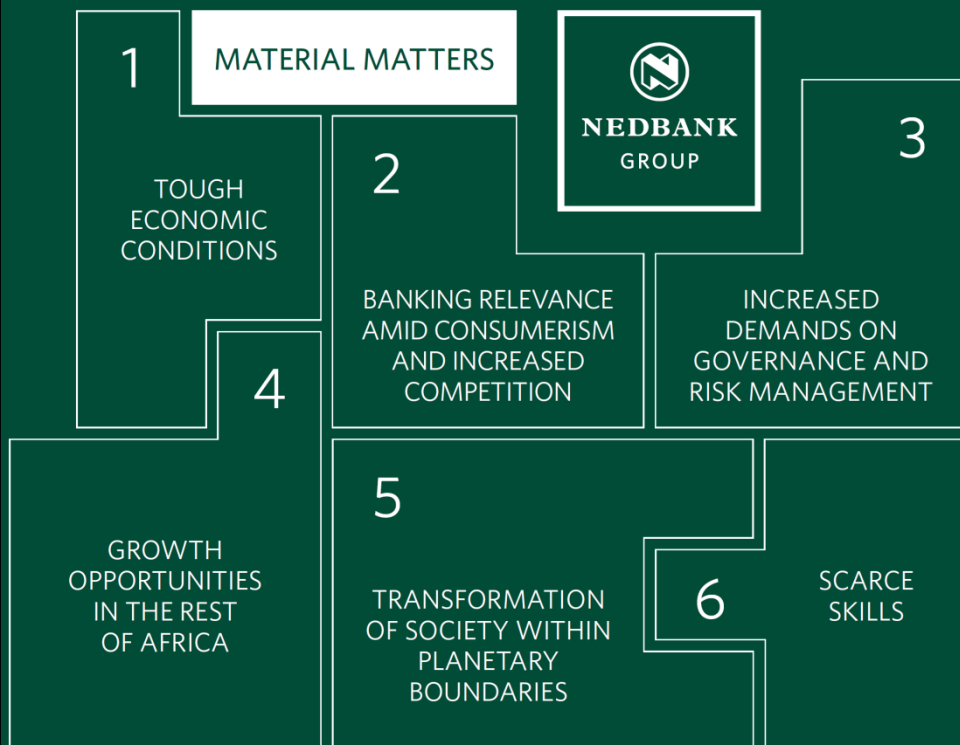 MATERIAL MATTERS
NEDBANK
GROUP
1
TOUGH
ECONOMIC
CONDITIONS
2
BANKING RELEVANCE
AMID CONSUMERISM
AND INCREASED
COMPETITION
3
INCREASED
DEMANDS ON
GOVERNANCE AND
RISK MANAGEMENT
4
GROWTH
OPPORTUNITIES
IN THE REST
OF AFRICA
5
TRANSFORMATION
OF SOCIETY WITHIN
PLANETARY
BOUNDARIES
6
SCARCE
SKILLS